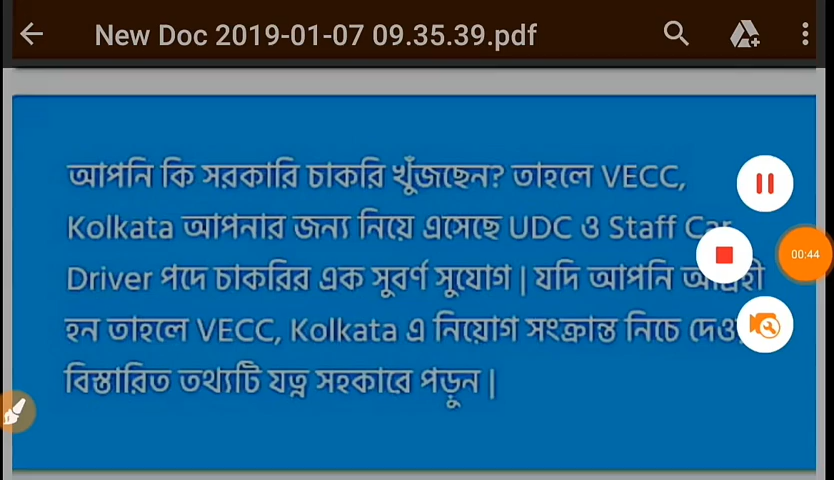 New Doc 2019-01-07 09.35.39.pdf
আপনি কি সরকারি চাকরি খুঁজছেন? তাহলে VECC,
Kolkata আপনার জন্য নিয়ে এসেছে UDC ও Staff Car
Driver পদে চাকরির এক সুবর্ণ সুযোগ | যদি আপনি
হন তাহলে VECC, Kolkata এ নিয়োগ সংক্রান্ত নিচে
বিস্তারিত তথ্যটি যত্ন সহকারে পড়ুন |
00:44